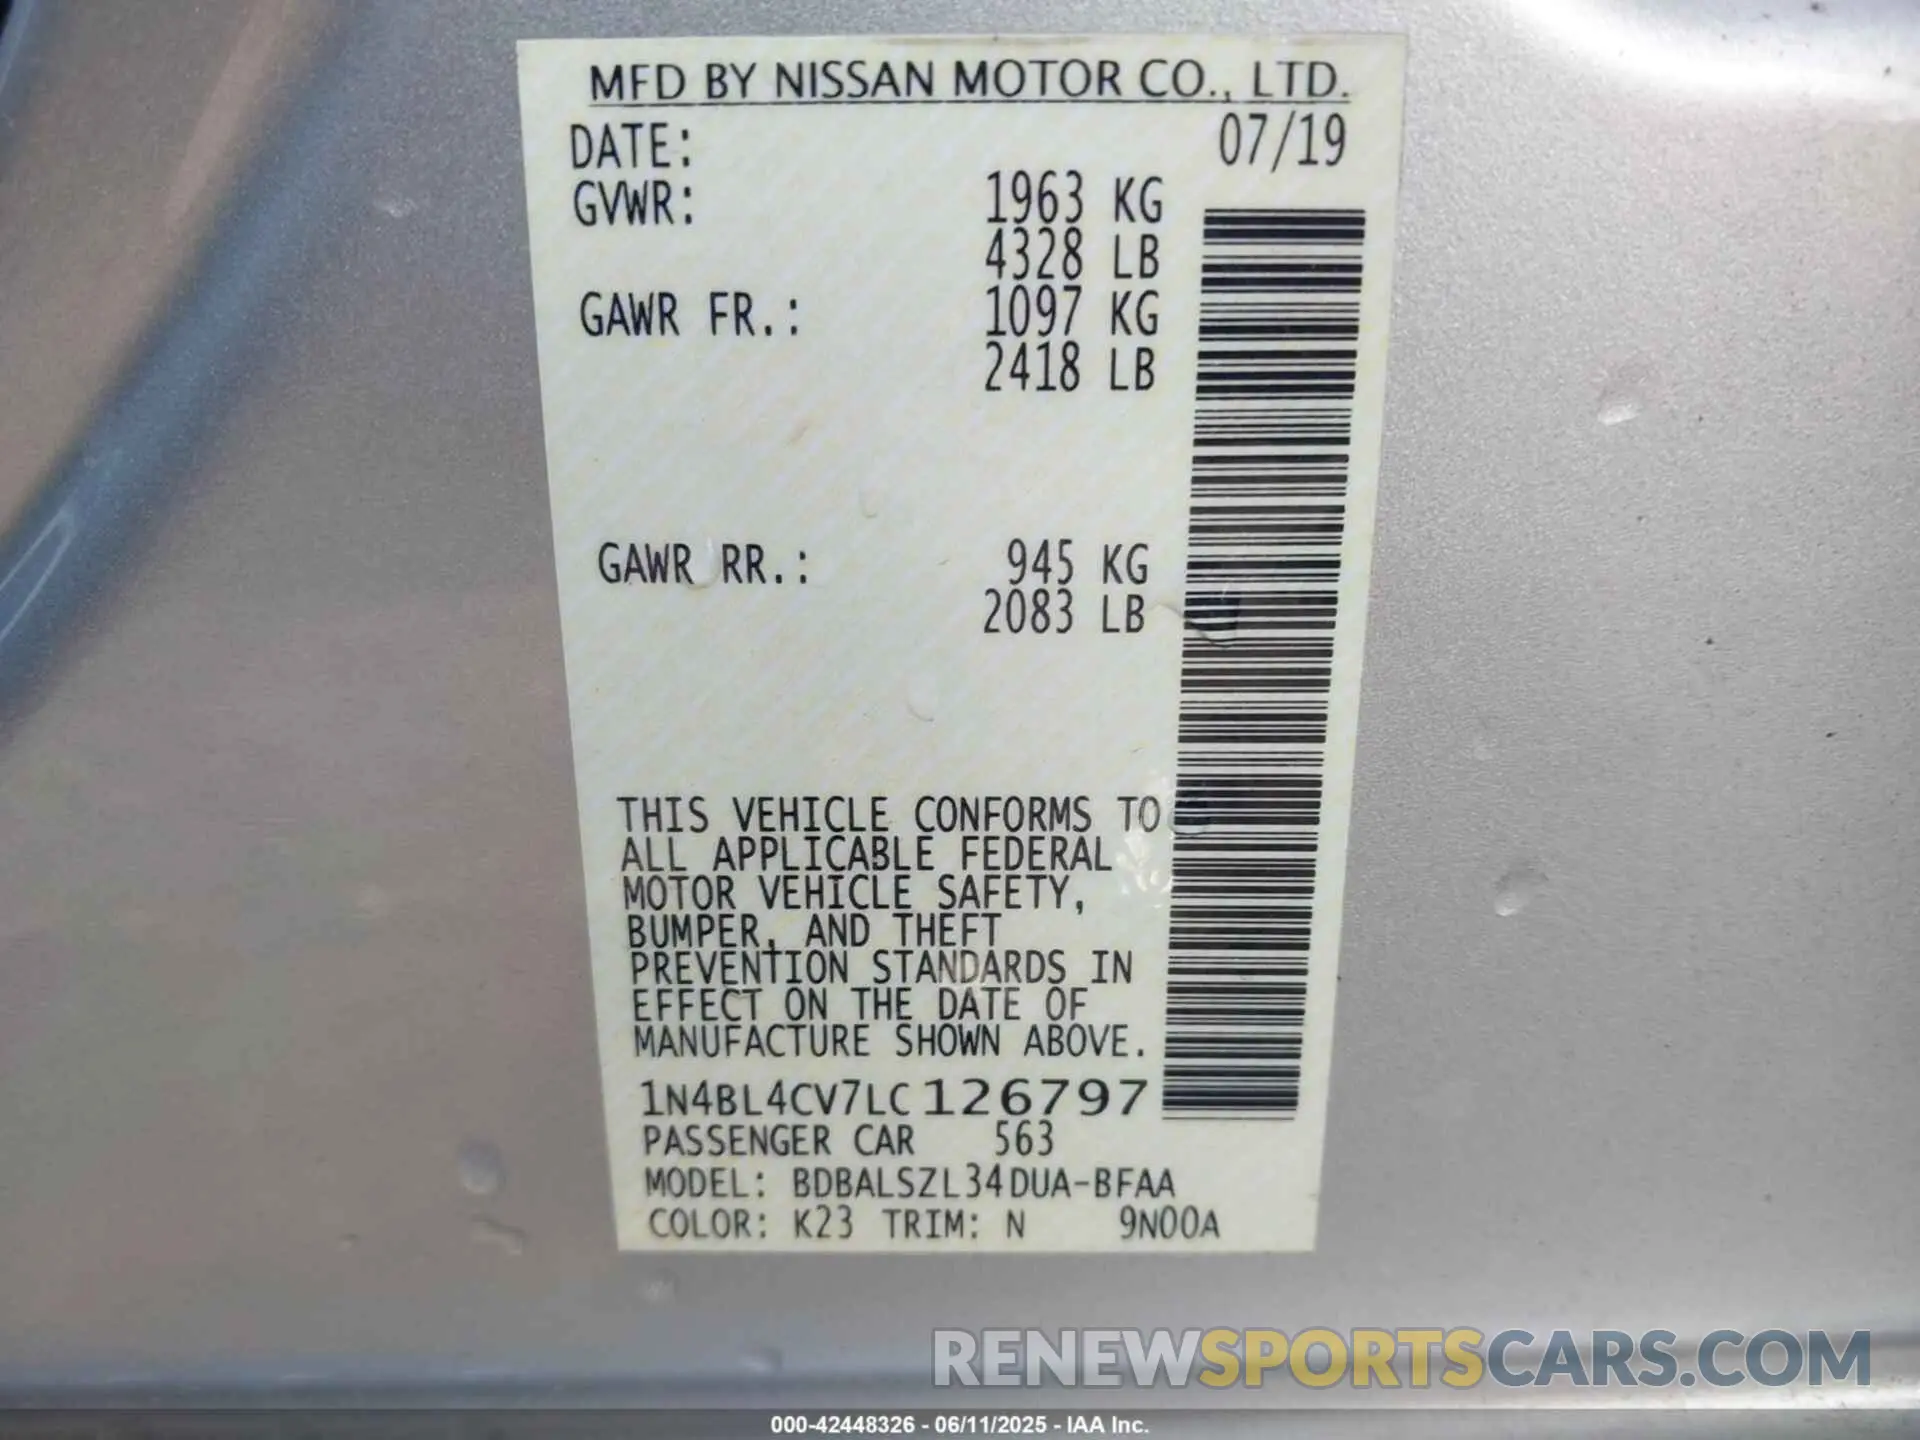 MFD BY NISSAN MOTOR CO., LTD.
DATE: 07/19
GVWR: 1963 KG
4328 LB
GAWR FR.: 1097 KG
2418 LB
GAWR RR.: 945 KG
2083 LB
THIS VEHICLE CONFORMS TO
ALL APPLICABLE FEDERAL
MOTOR VEHICLE SAFETY,
BUMPER, AND THEFT
PREVENTION STANDARDS IN
EFFECT ON THE DATE OF
MANUFACTURE SHOWN ABOVE.
1N4BL4CV7LC126797
PASSENGER CAR 563
MODEL: BDBALSZL34DUA-BFAA
COLOR: K23 TRIM: N 9N00A
RENEWSPORTSCARS.COM
000-42448326 - 06/11/2025 - IAA Inc.